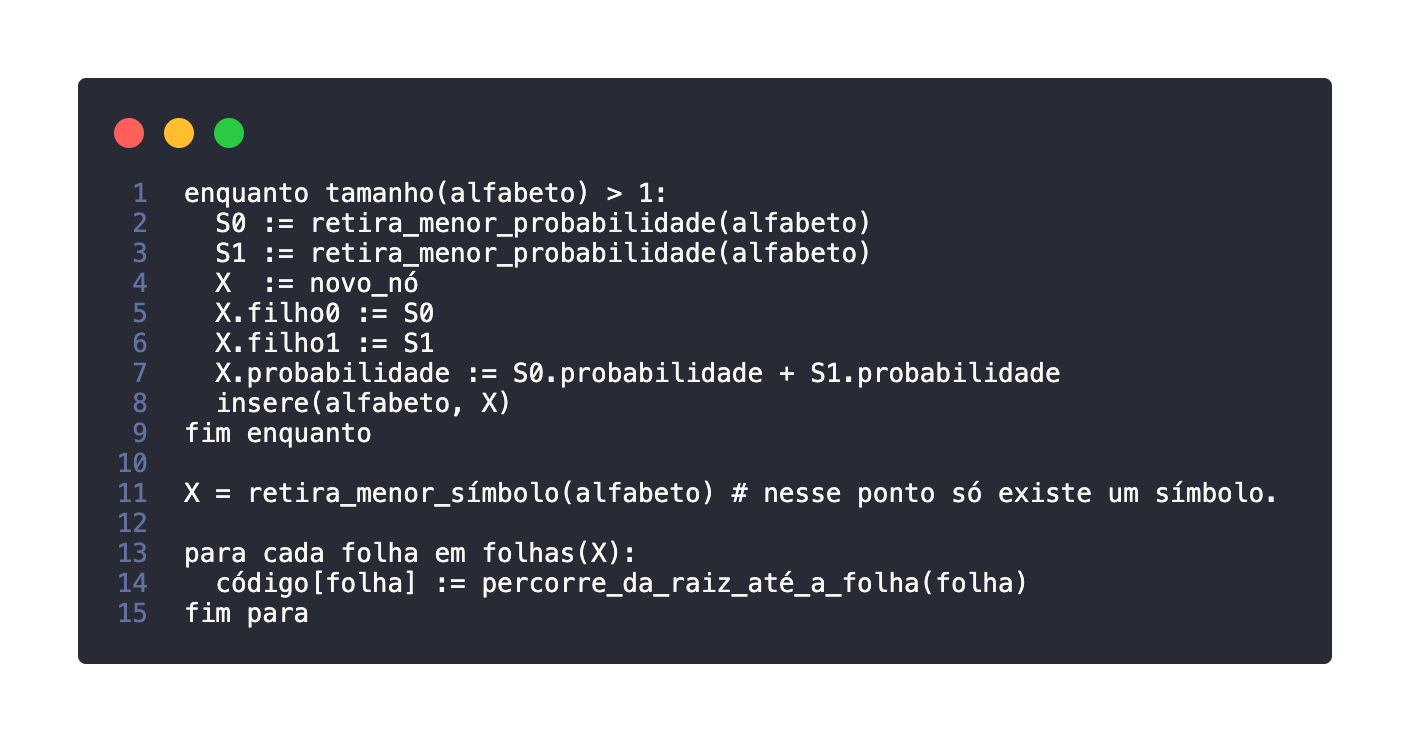 1 enquanto tamanho(alfabeto) > 1:
2   S0 := retira_menor_probabilidade(alfabeto)
3   S1 := retira_menor_probabilidade(alfabeto)
4   X  := novo_nó
5   X.filho0 := S0
6   X.filho1 := S1
7   X.probabilidade := S0.probabilidade + S1.probabilidade
8   insere(alfabeto, X)
9 fim enquanto
10
11 X = retira_menor_símbolo(alfabeto) # nesse ponto só existe um símbolo.
12
13 para cada folha em folhas(X):
14   código[folha] := percorre_da_raiz_até_a_folha(folha)
15 fim para